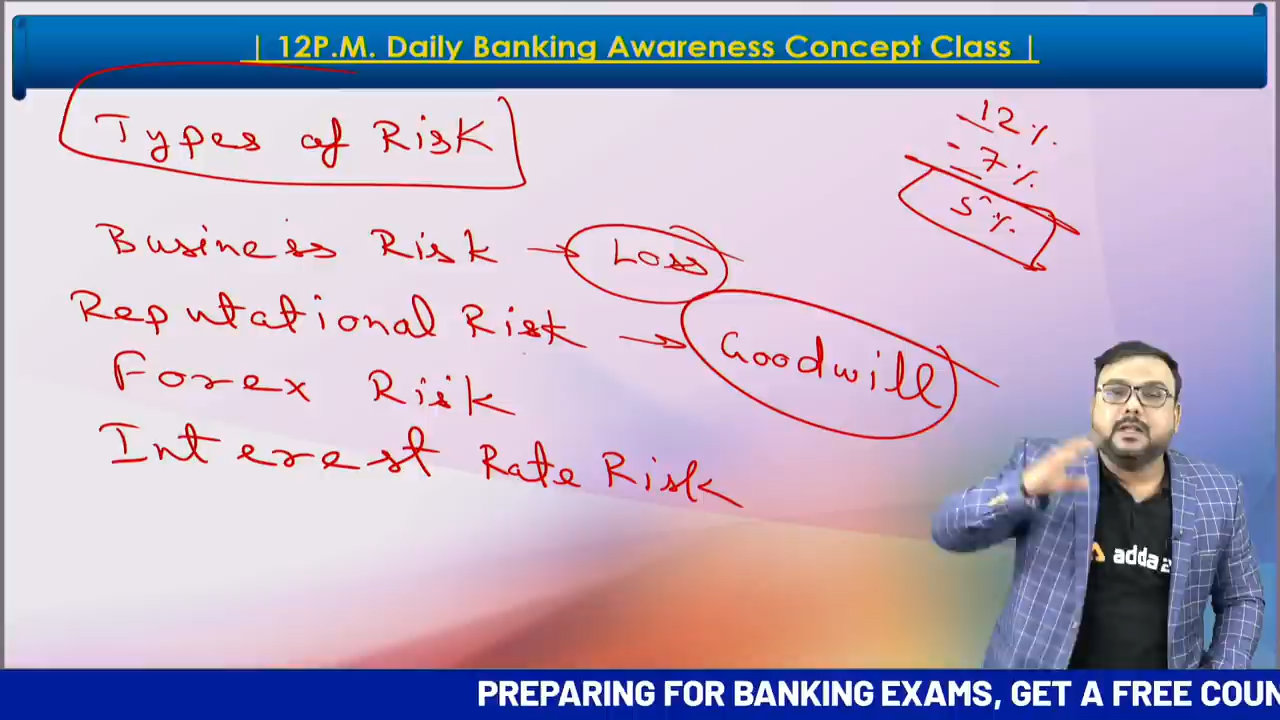 | 12P.M. Daily Banking Awareness Concept Class |
Types of Risk
12%
- 7%
5%
Business Risk → Loss
Reputational Risk → Goodwill
Forex Risk
Interest Rate Risk
adda 2
PREPARING FOR BANKING EXAMS, GET A FREE COUN